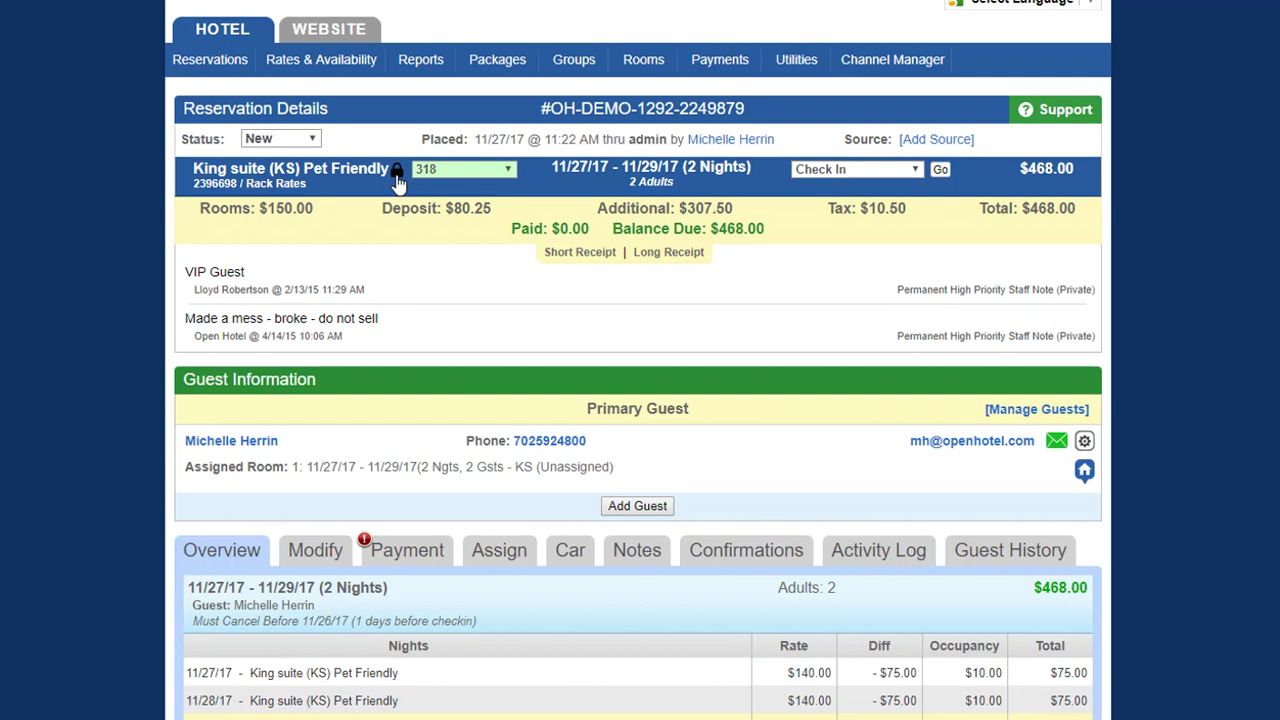 Select Language
HOTEL WEBSITE
Reservations Rates & Availability Reports Packages Groups Rooms Payments Utilities Channel Manager
Reservation Details #OH-DEMO-1292-2249879 ? Support
Status: New Placed: 11/27/17 @ 11:22 AM thru admin by Michelle Herrin Source: [Add Source]
King suite (KS) Pet Friendly 318 11/27/17 - 11/29/17 (2 Nights) Check In Go $468.00
2396698 / Rack Rates 2 Adults
Rooms: $150.00 Deposit: $80.25 Additional: $307.50 Tax: $10.50 Total: $468.00
Paid: $0.00 Balance Due: $468.00
Short Receipt | Long Receipt
VIP Guest
Lloyd Robertson @ 2/13/15 11:29 AM Permanent High Priority Staff Note (Private)
Made a mess - broke - do not sell
Open Hotel @ 4/14/15 10:06 AM Permanent High Priority Staff Note (Private)
Guest Information
Primary Guest [Manage Guests]
Michelle Herrin Phone: 7025924800 mh@openhotel.com
Assigned Room: 1: 11/27/17 - 11/29/17(2 Ngts, 2 Gsts - KS (Unassigned)
Add Guest
Overview Modify ! Payment Assign Car Notes Confirmations Activity Log Guest History
11/27/17 - 11/29/17 (2 Nights) Adults: 2 $468.00
Guest: Michelle Herrin
Must Cancel Before 11/26/17 (1 days before checkin)
Nights Rate Diff Occupancy Total
11/27/17 - King suite (KS) Pet Friendly $140.00 - $75.00 $10.00 $75.00
11/28/17 - King suite (KS) Pet Friendly $140.00 - $75.00 $10.00 $75.00